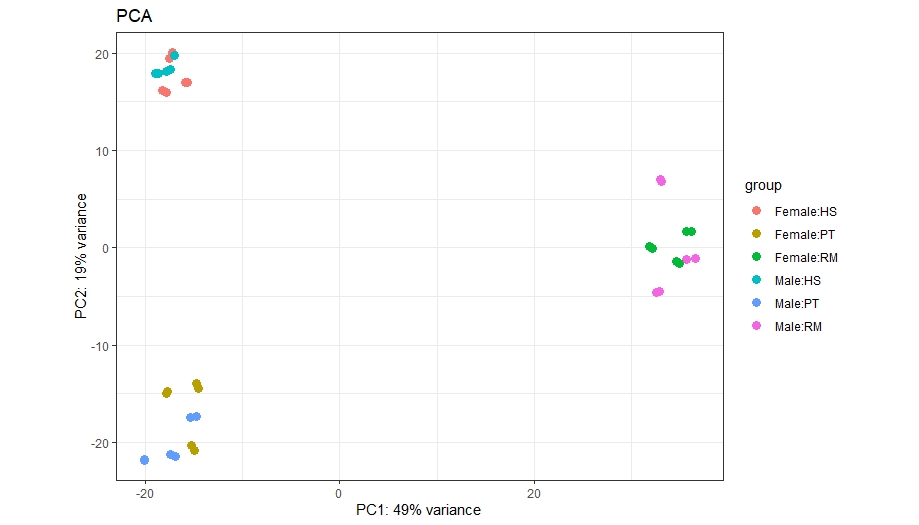 PCA
20
10
0
-10
-20
PC2: 19% variance
-20
0
20
PC1: 49% variance
group
Female:HS
Female:PT
Female:RM
Male:HS
Male:PT
Male:RM